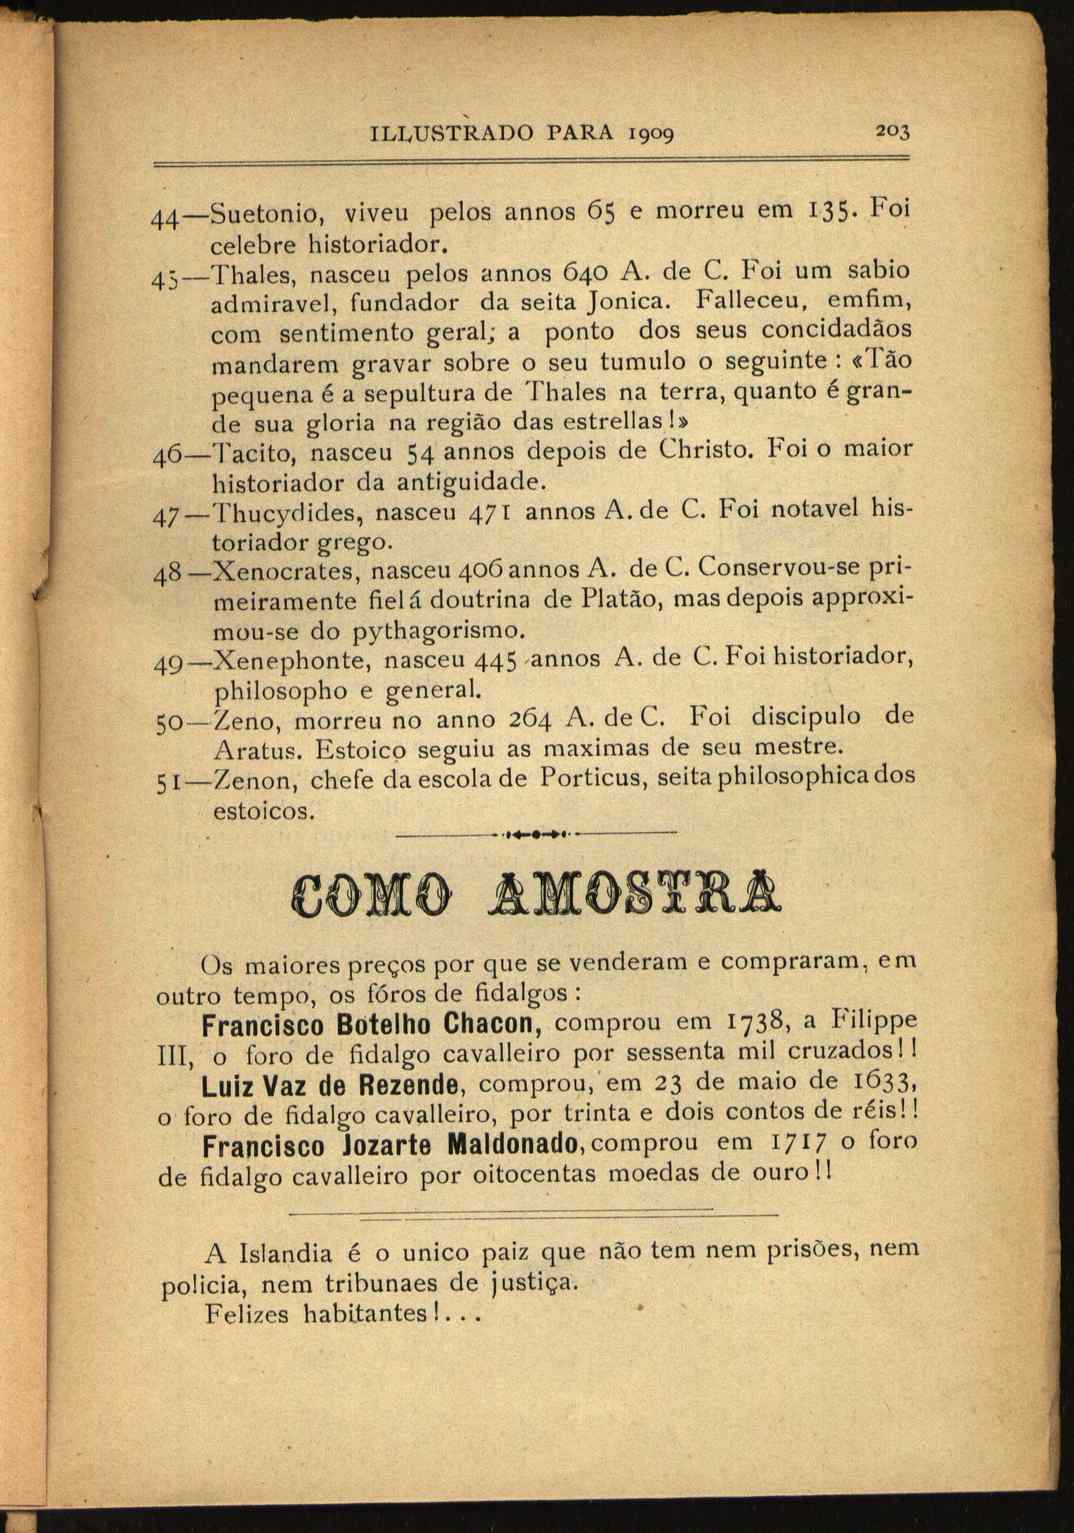 ILLUSTRADO PARA 1909 203
44—Suetonio, viveu pelos annos 65 e morreu em 135. Foi
celebre historiador.
45—Thales, nasceu pelos annos 640 A. de C. Foi um sabio
admiravel, fundador da seita Jonica. Falleceu, emfim,
com sentimento geral; a ponto dos seus concidadãos
mandarem gravar sobre o seu tumulo o seguinte : «Tão
pequena é a sepultura de Thales na terra, quanto é gran-
de sua gloria na região das estrellas!»
46—Tacito, nasceu 54 annos depois de Christo. Foi o maior
historiador da antiguidade.
47—Thucydides, nasceu 471 annos A. de C. Foi notavel his-
toriador grego.
48—Xenocrates, nasceu 406 annos A. de C. Conservou-se pri-
meiramente fiel á doutrina de Platão, mas depois approxi-
mou-se do pythagorismo.
49—Xenephonte, nasceu 445 annos A. de C. Foi historiador,
philosopho e general.
50—Zeno, morreu no anno 264 A. de C. Foi discipulo de
Aratus. Estoico seguiu as maximas de seu mestre.
51—Zenon, chefe da escola de Porticus, seita philosophica dos
estoicos.
COMO AMOSTRA
Os maiores preços por que se venderam e compraram, em
outro tempo, os fóros de fidalgos :
Francisco Botelho Chacon, comprou em 1738, a Filippe
III, o foro de fidalgo cavalleiro por sessenta mil cruzados!!
Luiz Vaz de Rezende, comprou, em 23 de maio de 1633,
o foro de fidalgo cavalleiro, por trinta e dois contos de réis!!
Francisco Jozarte Maldonado, comprou em 1717 o foro
de fidalgo cavalleiro por oitocentas moedas de ouro!!
A Islandia é o unico paiz que não tem nem prisões, nem
policia, nem tribunaes de justiça.
Felizes habitantes!...